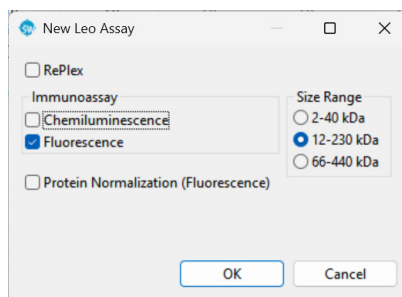 New Leo Assay
RePlex
Immunoassay
Chemiluminescence
Fluorescence
Size Range
2-40 kDa
12-230 kDa
66-440 kDa
Protein Normalization (Fluorescence)
OK
Cancel